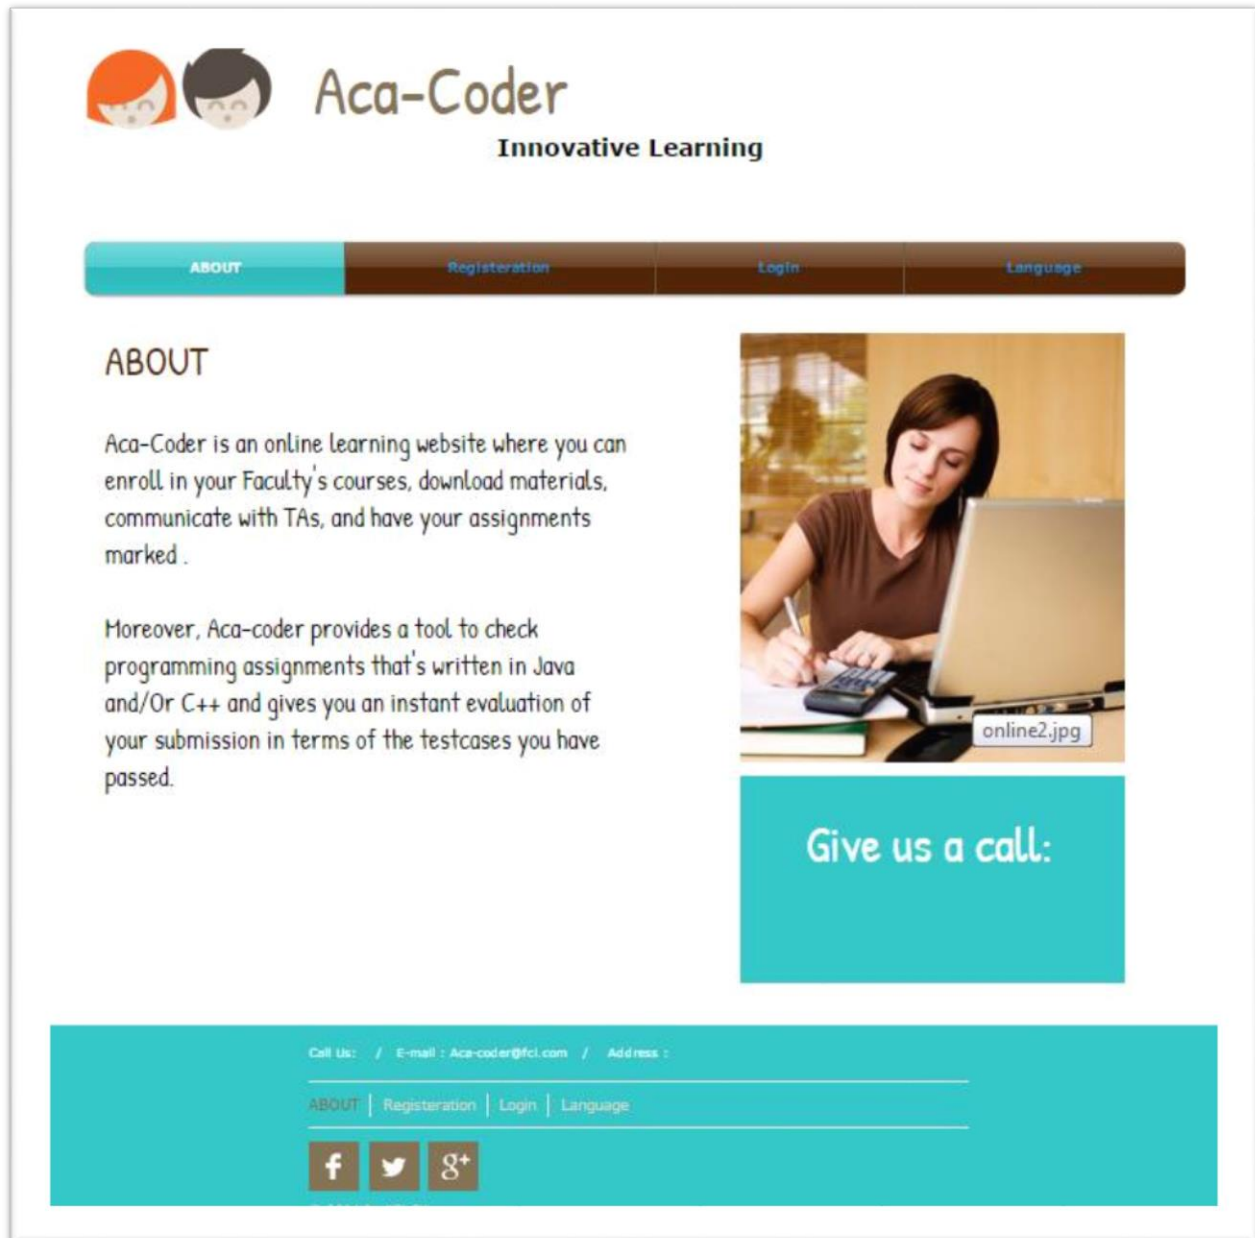 Aca-Coder
Innovative Learning
ABOUT Registeration Login Language
ABOUT
Aca-Coder is an online learning website where you can
enroll in your Faculty's courses, download materials,
communicate with TAs, and have your assignments
marked .
Moreover, Aca-coder provides a tool to check
programming assignments that's written in Java
and/Or C++ and gives you an instant evaluation of
your submission in terms of the testcases you have
passed.
online2.jpg
Give us a call:
Call Us: / E-mail : Aca-coder@fci.com / Address :
ABOUT | Registeration | Login | Language
f g+